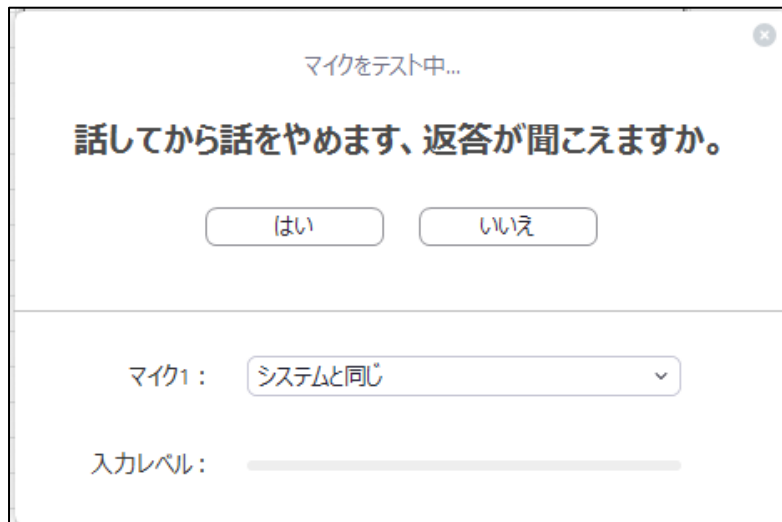 マイクをテスト中...
話してから話をやめます、返答が聞こえますか。
はい
いいえ
マイク1：
システムと同じ
入力レベル：